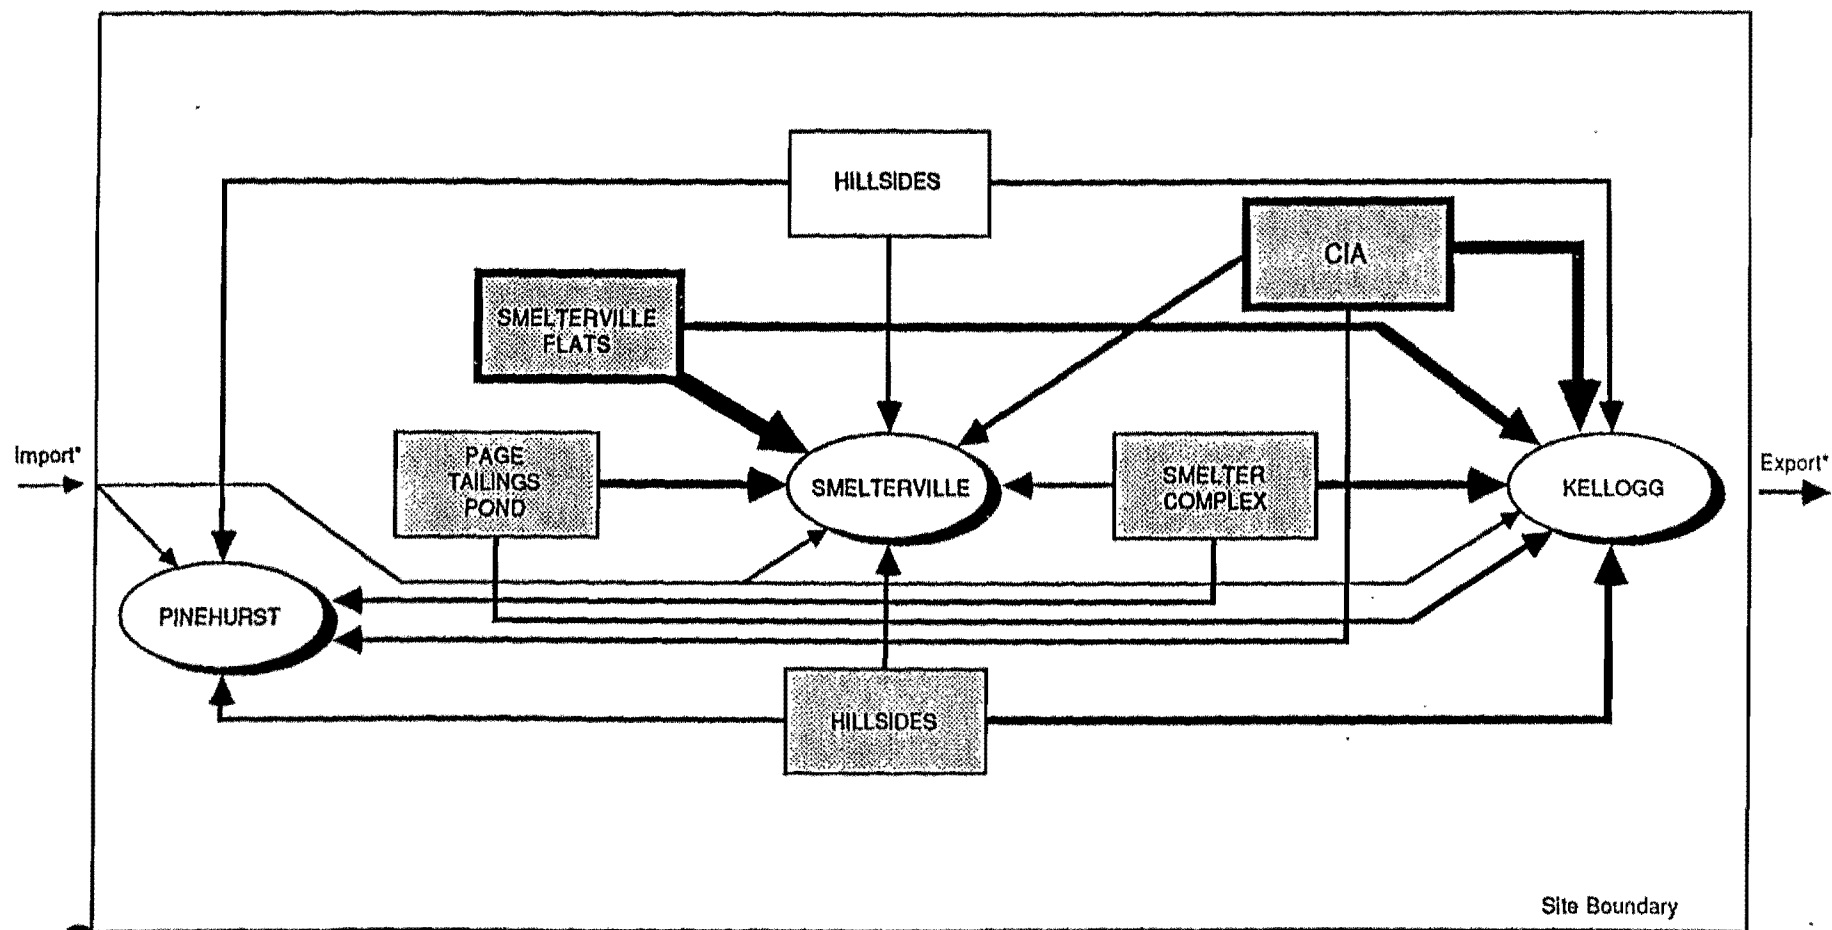 HILLSIDES
CIA
SMELTERVILLE
FLATS
Import*
PAGE
TAILINGS
POND
SMELTERVILLE
SMELTER
COMPLEX
KELLOGG
Export*
PINEHURST
HILLSIDES
Site Boundary